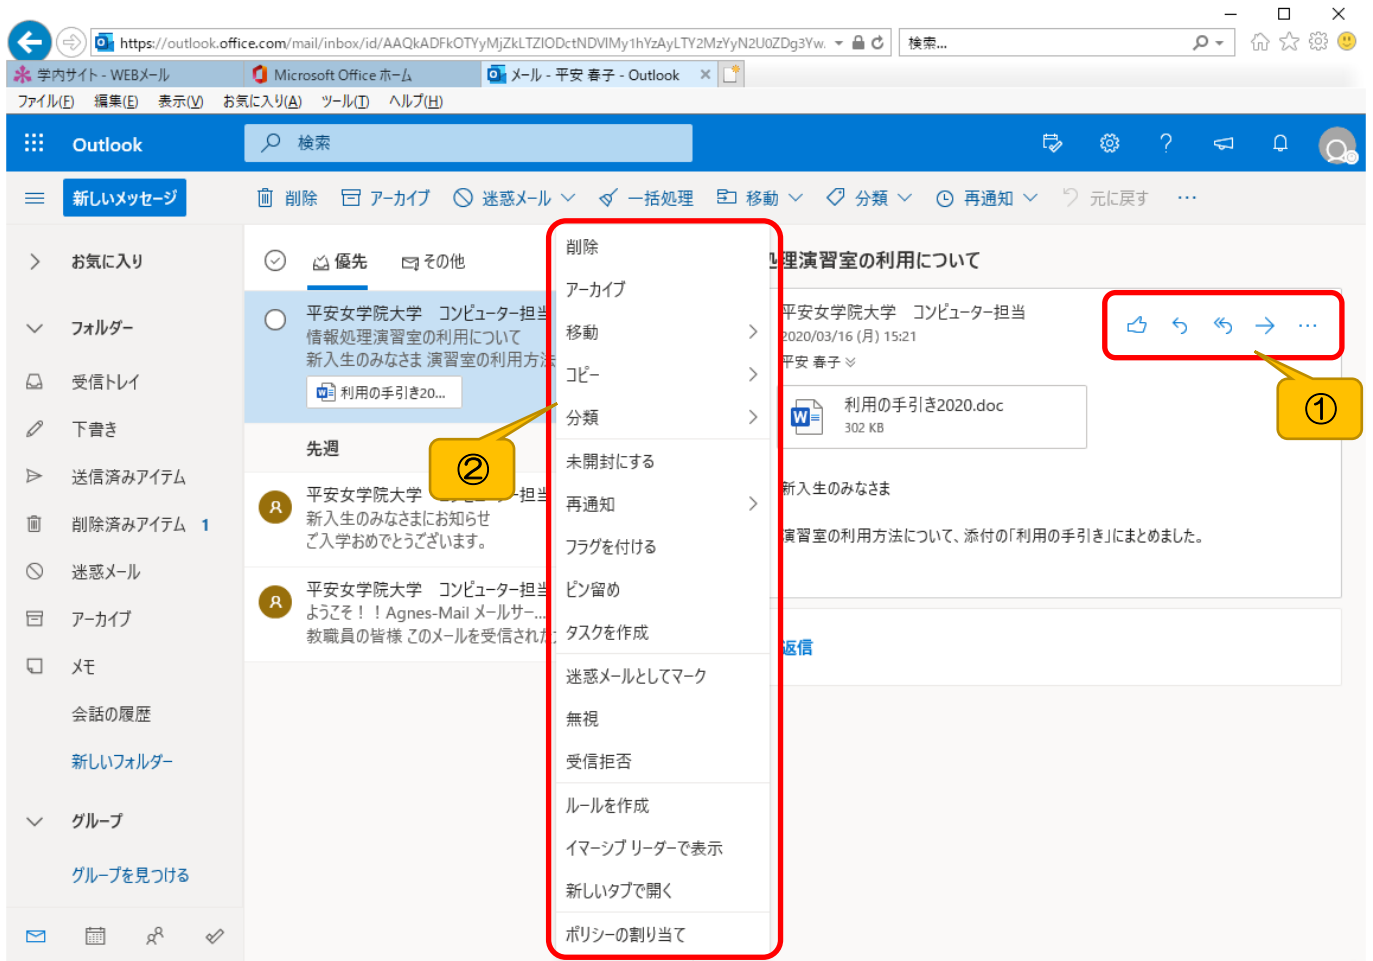 https://outlook.office.com/mail/inbox/id/AAQkADFkOTYyMjZkLTZIODctNDVlMy1hYzAyLTY2MzYyN2U0ZDg3Yw.
検索...
学内サイト - WEBメール
Microsoft Office ホーム
メール - 平安 春子 - Outlook
ファイル(F) 編集(E) 表示(V) お気に入り(A) ツール(T) ヘルプ(H)
Outlook
検索
新しいメッセージ
削除 アーカイブ 迷惑メール 一括処理 移動 分類 再通知 元に戻す …
お気に入り
フォルダー
受信トレイ
下書き
送信済みアイテム
削除済みアイテム 1
迷惑メール
アーカイブ
メモ
会話の履歴
新しいフォルダー
グループ
グループを見つける
優先 その他
平安女学院大学 コンピューター担当
情報処理演習室の利用について
新入生のみなさま 演習室の利用方法
利用の手引き20...
先週
平安女学院大学 コンピューター担当
新入生のみなさまにお知らせ
ご入学おめでとうございます。
平安女学院大学 コンピューター担当
ようこそ！！Agnes-Mail メールサー...
教職員の皆様 このメールを受信された
R
R
②
削除
アーカイブ
移動
コピー
分類
未開封にする
再通知
フラグを付ける
ピン留め
タスクを作成
迷惑メールとしてマーク
無視
受信拒否
ルールを作成
イマーシブ リーダーで表示
新しいタブで開く
ポリシーの割り当て
理演習室の利用について
平安女学院大学 コンピューター担当
2020/03/16 (月) 15:21
平安 春子
利用の手引き2020.doc
302 KB
①
新入生のみなさま
演習室の利用方法について、添付の「利用の手引き」にまとめました。
返信